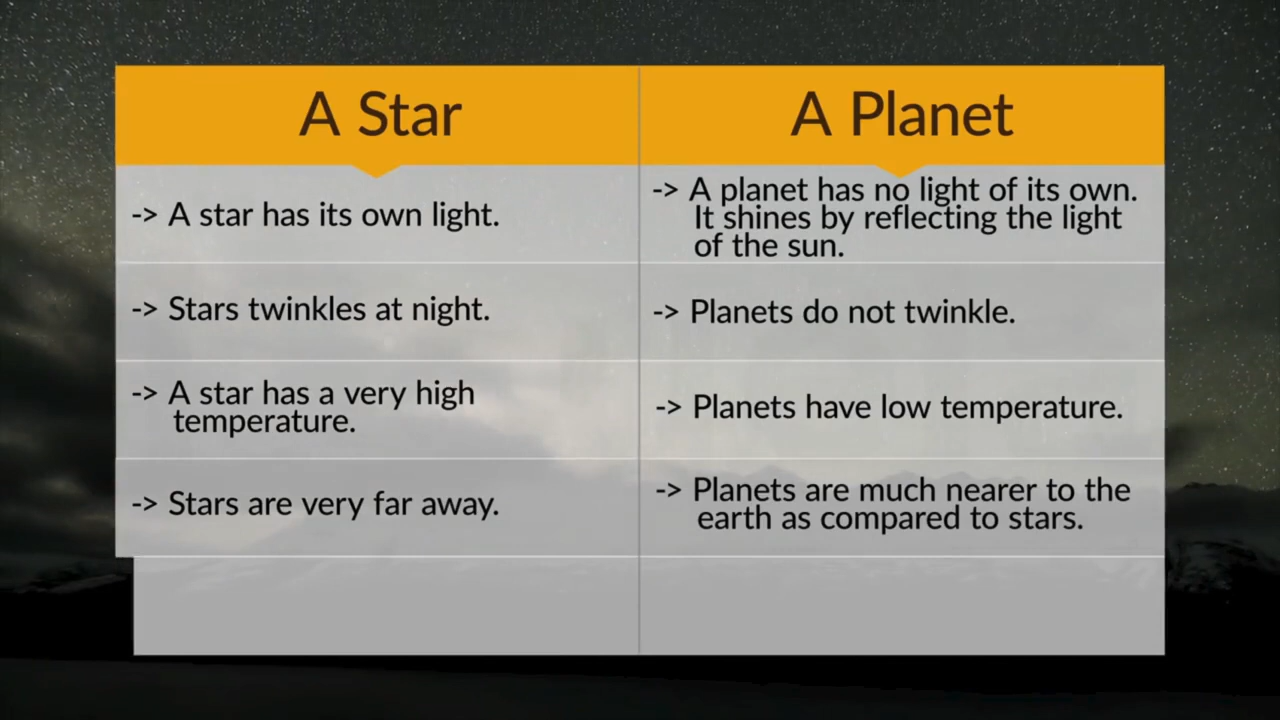 A Star
A Planet
-> A star has its own light.
-> A planet has no light of its own.
It shines by reflecting the light
of the sun.
-> Stars twinkles at night.
-> Planets do not twinkle.
-> A star has a very high
temperature.
-> Planets have low temperature.
-> Stars are very far away.
-> Planets are much nearer to the
earth as compared to stars.